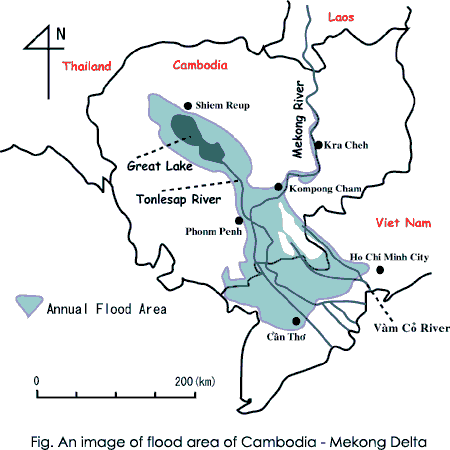 N
Laos
Thailand
Cambodia
Shiem Reup
Mekong River
Kra Cheh
Great Lake
Kompong Cham
Tonlesap River
Viet Nam
Phonm Penh
Ho Chi Minh City
Annual Flood Area
Vàm Cỏ River
Cần Thơ
0 200 (km)
Fig. An image of flood area of Cambodia - Mekong Delta